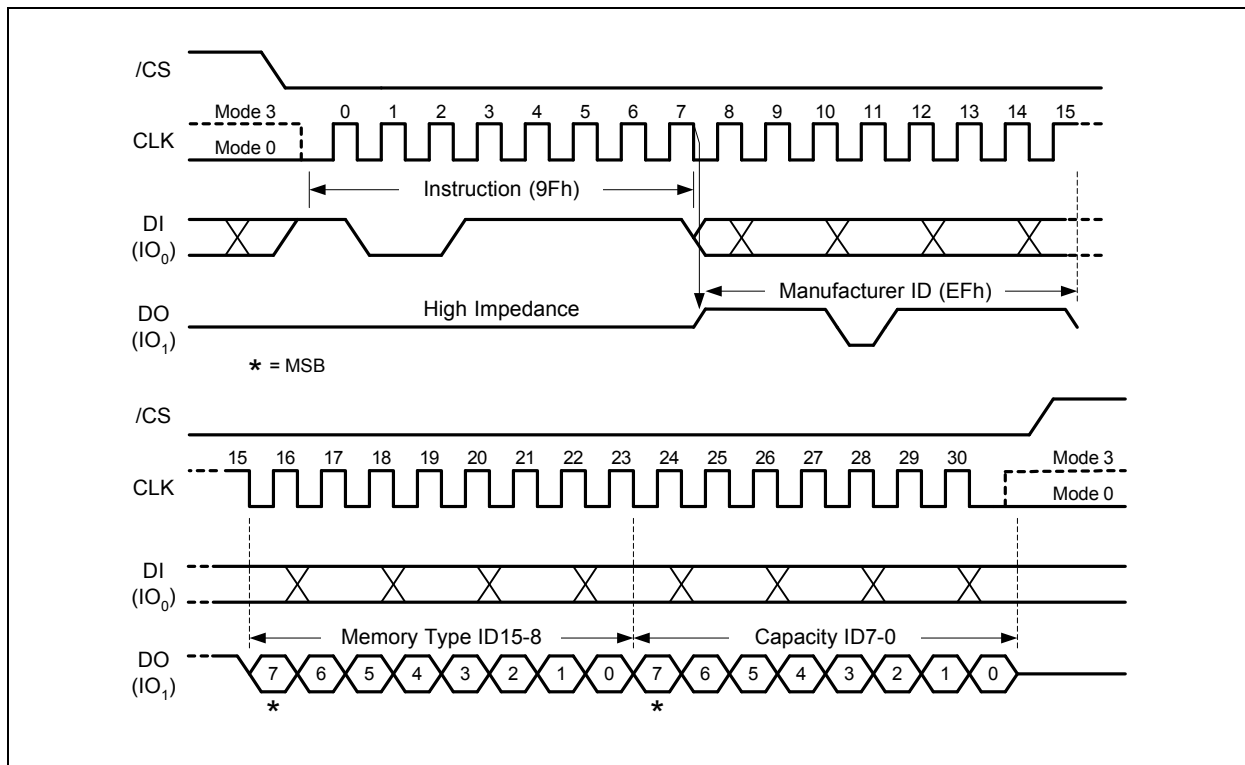 /CS
Mode 3 0 1 2 3 4 5 6 7 8 9 10 11 12 13 14 15
CLK
Mode 0
Instruction (9Fh)
DI
(IO0)
Manufacturer ID (EFh)
High Impedance
DO
(IO1)
* = MSB
/CS
15 16 17 18 19 20 21 22 23 24 25 26 27 28 29 30 Mode 3
CLK
Mode 0
DI
(IO0)
Memory Type ID15-8 Capacity ID7-0
DO
7 6 5 4 3 2 1 0 7 6 5 4 3 2 1 0
(IO1)
* *